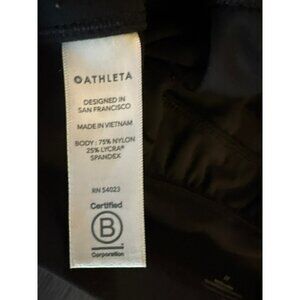 ATHLETA
DESIGNED IN
SAN FRANCISCO
MADE IN VIETNAM
BODY : 75% NYLON
25% LYCRA®
SPANDEX
RN 54023
Certified
B
Corporation